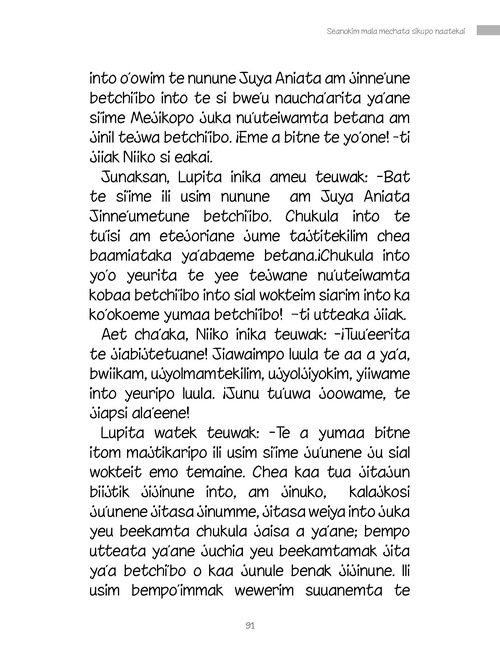 Seanokim mala mechata sikupo naatekai
into o'owim te nunune Juya Aniata am jinne'une
betchi'ibo into te si bwe'u naucha'arita ya'ane
si'ime Mejikopo juka nu'uteiwamta betana am
jinil tejwa betchi'ibo. ¡Eme a bitne te yo'one! -ti
jiiak Niiko si eakai.
Junaksan, Lupita inika ameu teuwak: -Bat
te si'ime ili usim nunune am Juya Aniata
Jinne'umetune betchi'ibo. Chukula into te
tu'isi am etejoriane jume tajtitekilim chea
baamiataka ya'abaeme betana.¡Chukula into
yo'o yeurita te yee tejwane nu'uteiwamta
kobaa betchi'ibo into sial wokteim siarim into ka
ko'okoeme yumaa betchi'ibo! –ti utteaka jiiak.
Aet cha'aka, Niiko inika teuwak: -¡Tuu'eerita
te jiabijtetuane! Jiawaimpo luula te aa a ya'a,
bwiikam, ujyolmamtekilim, ujyoljiyokim, yiiwame
into yeuripo luula. ¡Junu tu'uwa joowame, te
jiapsi ala'eene!
Lupita watek teuwak: -Te a yumaa bitne
itom majtikaripo ili usim si'ime ju'unene ju sial
wokteit emo temaine. Chea kaa tua jitajun
biijtik jijinune into, am jinuko, kalajkosi
ju'unene jitasa jinumme, jitasa weiya into juka
yeu beekamta chukula jaisa a ya'ane; bempo
utteata ya'ane juchia yeu beekamtamak jita
ya'a betchi'bo o kaa junule benak jijinune. Ili
usim bempo'immak wewerim suuanemta te
91